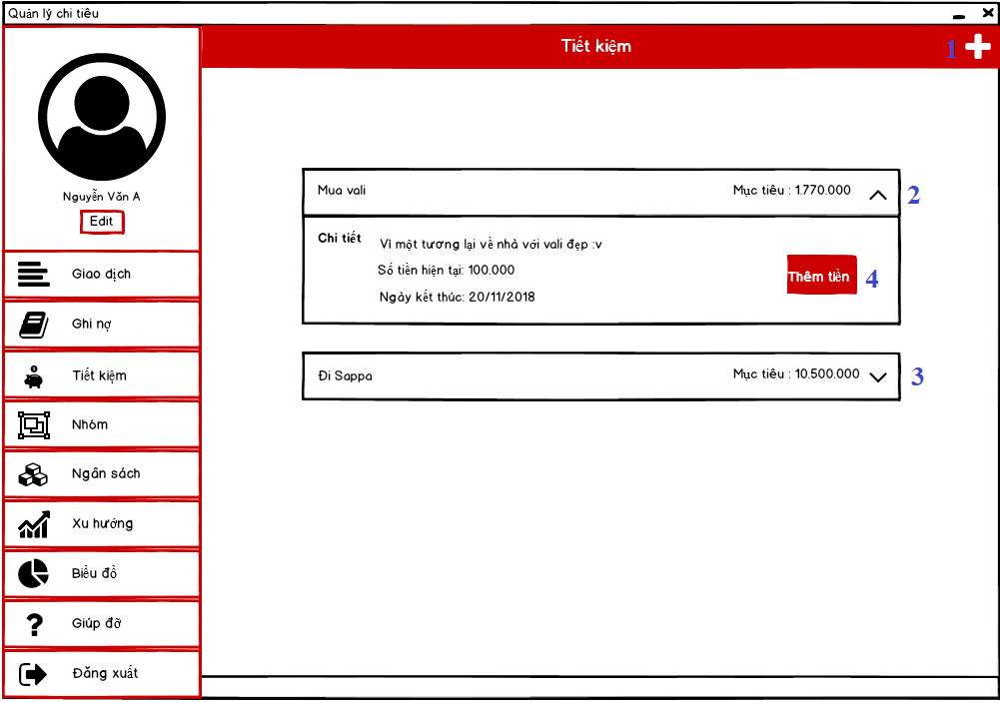 Quản lý chi tiêu
Nguyễn Văn A
Edit
Giao dịch
Ghi nợ
Tiết kiệm
Nhóm
Ngân sách
Xu hướng
Biểu đồ
Giúp đỡ
Đăng xuất
Tiết kiệm
1
Mua vali Mục tiêu : 1.770.000
2
Chi tiết Vì một tương lại về nhà với vali đẹp :v
Số tiền hiện tại: 100.000
Thêm tiền
4
Ngày kết thúc: 20/11/2018
Đi Sappa Mục tiêu : 10.500.000
3